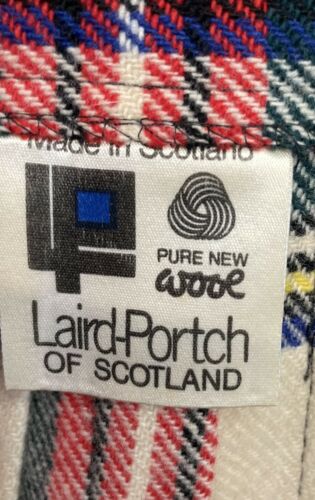 Made in Scotland
PURE NEW
wool
Laird-Portch
OF SCOTLAND